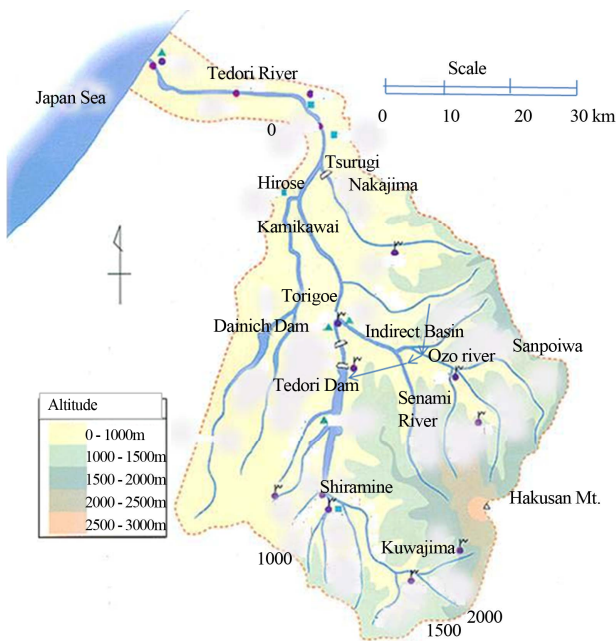 Tedori River
Scale
Japan Sea
0 10 20 30 km
0
Tsurugi
Nakajima
Hirose
Kamikawai
Torigoe
Dainich Dam
Indirect Basin
Sanpoiwa
Ozo river
Tedori Dam
Senami
River
Altitude
0 - 1000m
1000 - 1500m
1500 - 2000m
2000 - 2500m
2500 - 3000m
Shiramine
Hakusan Mt.
Kuwajima
1000
2000
1500